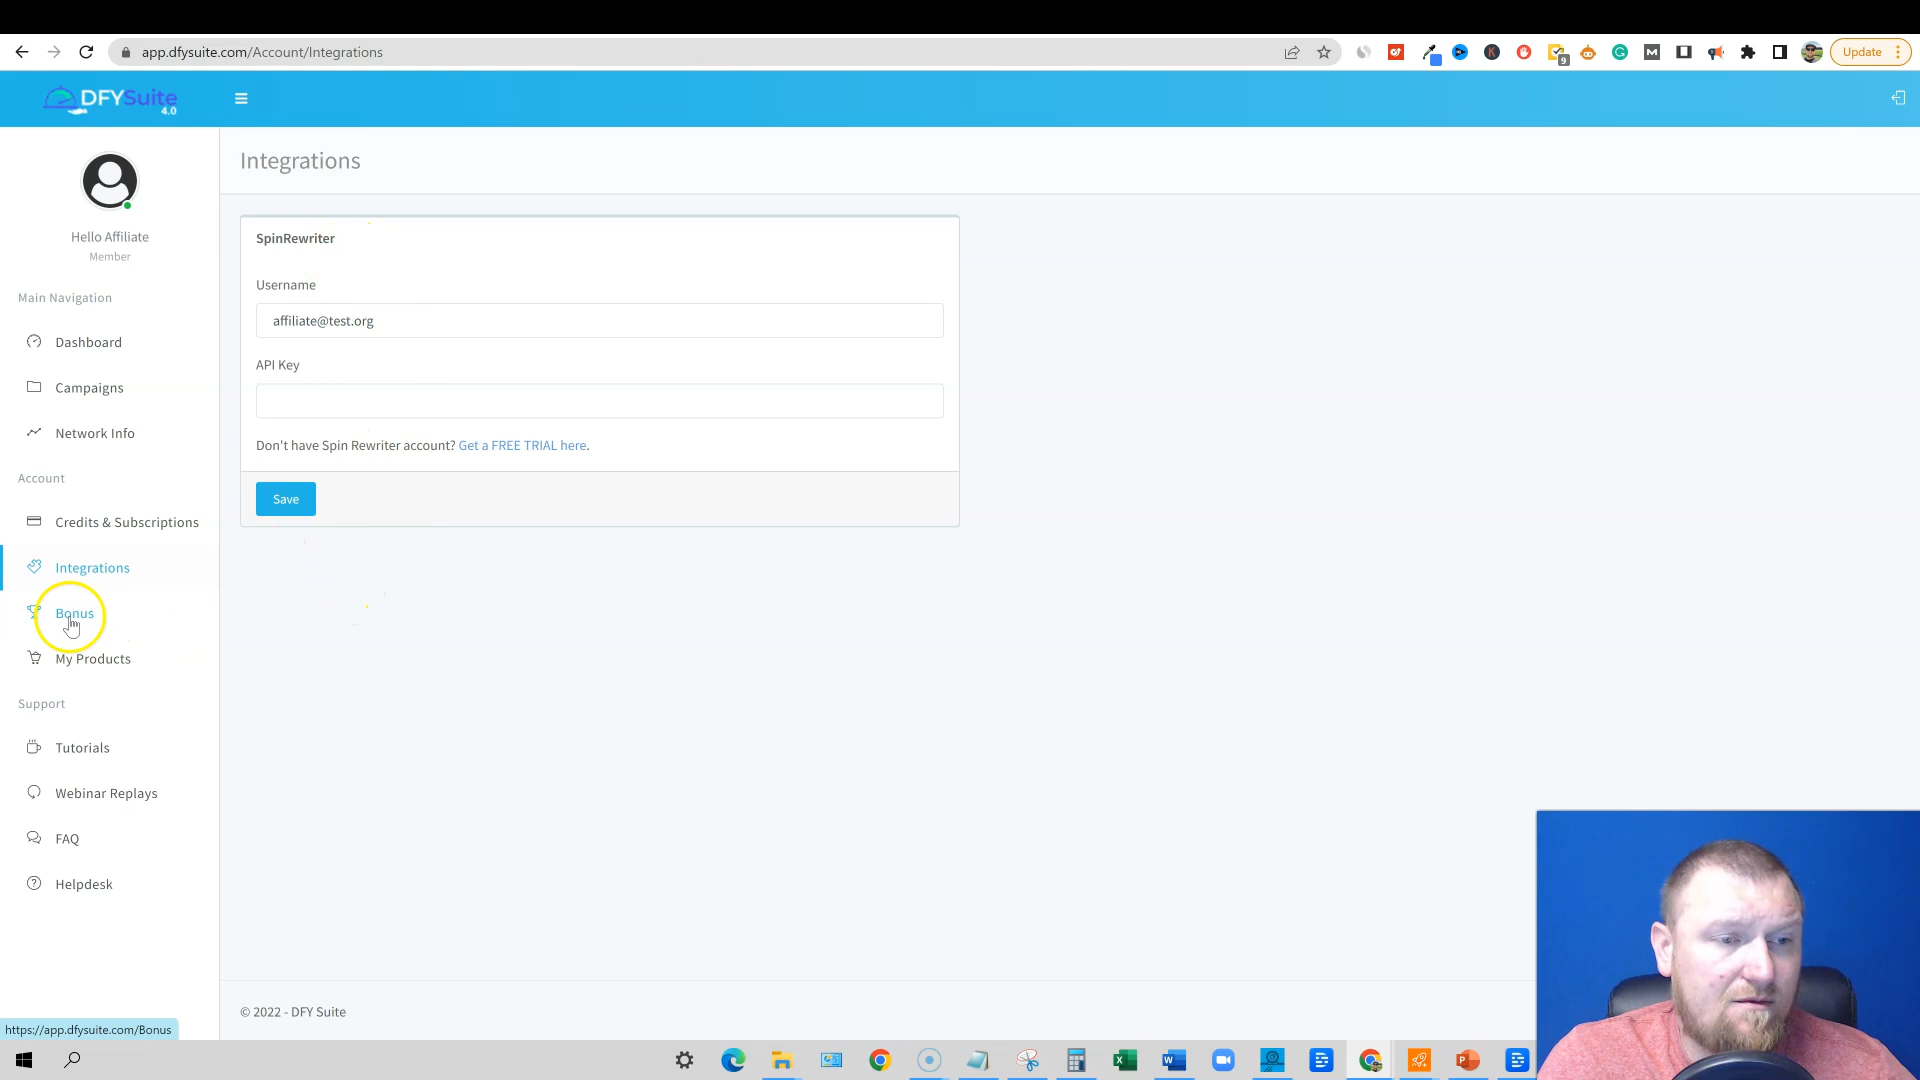 app.dfysuite.com/Account/Integrations
9
Update
DFYSuite
4.0
Integrations
Hello Affiliate
Member
Main Navigation
Dashboard
Campaigns
Network Info
Account
Credits & Subscriptions
Integrations
Bonus
My Products
Support
Tutorials
Webinar Replays
FAQ
Helpdesk
SpinRewriter
Username
affiliate@test.org
API Key
Don't have Spin Rewriter account? Get a FREE TRIAL here.
Save
© 2022 - DFY Suite
https://app.dfysuite.com/Bonus